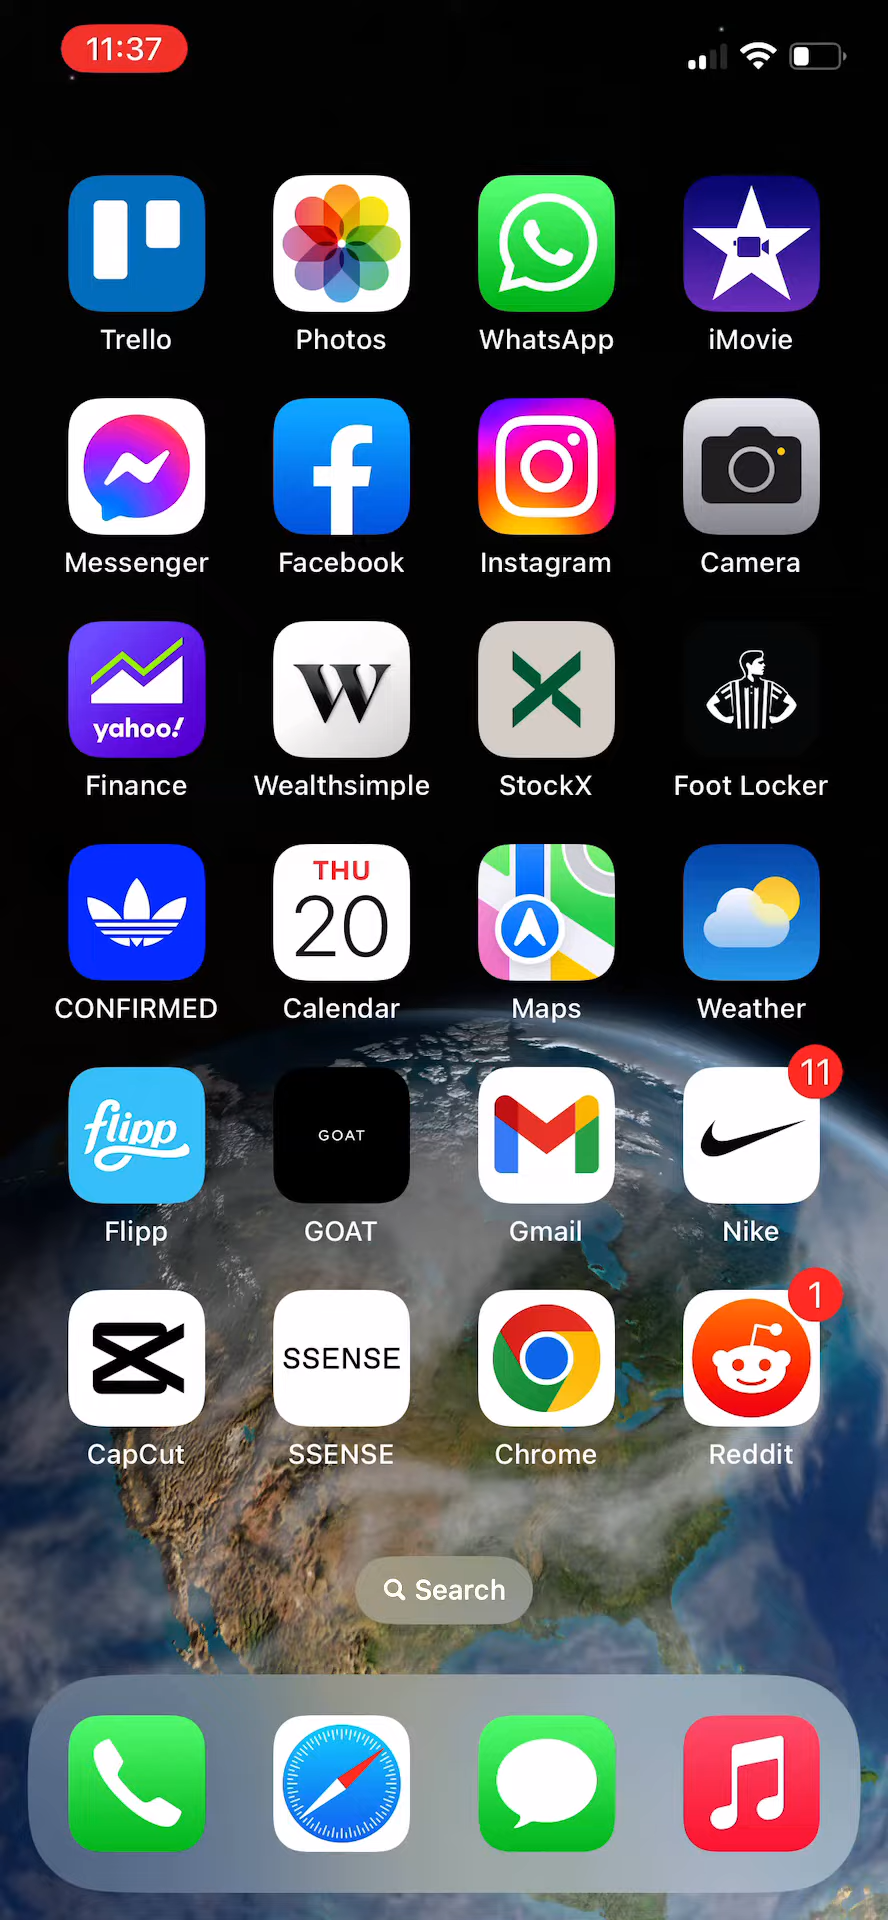 11:37
Trello
Photos
WhatsApp
iMovie
Messenger
Facebook
Instagram
Camera
yahoo!
W
Finance
Wealthsimple
StockX
Foot Locker
THU
20
CONFIRMED
Calendar
Maps
Weather
11
flipp
GOAT
Flipp
GOAT
Gmail
Nike
1
SSENSE
CapCut
SSENSE
Chrome
Reddit
Search